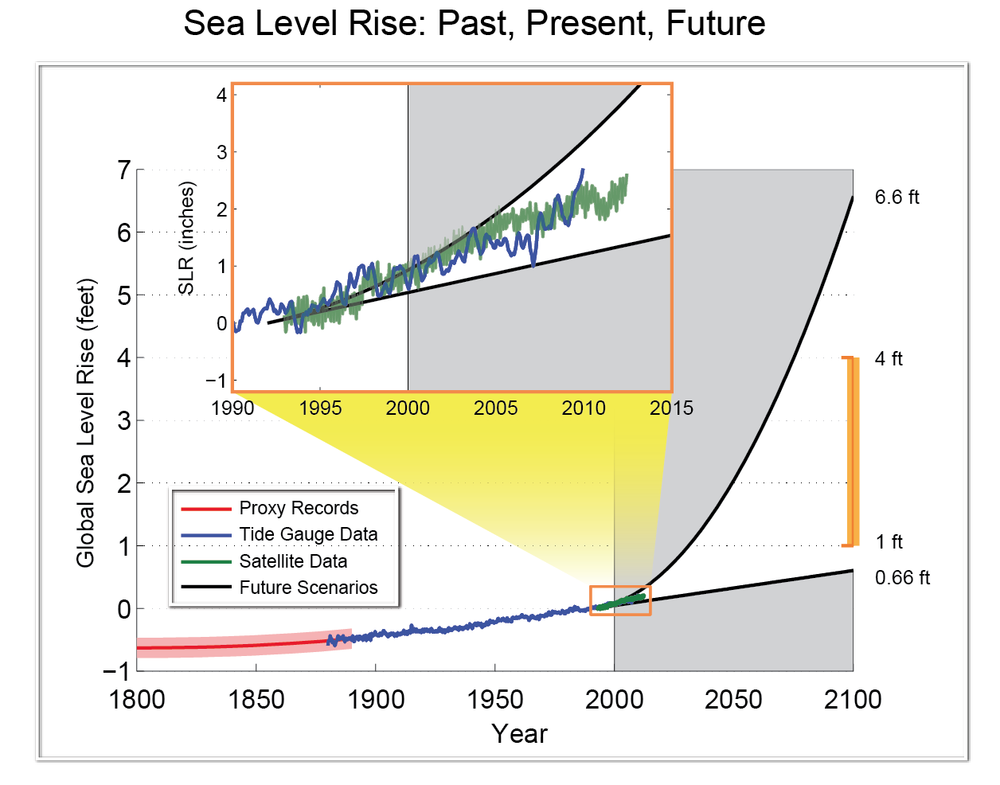 Sea Level Rise: Past, Present, Future
4
3
2
1
0
−1
SLR (inches)
1990 1995 2000 2005 2010 2015
7
6
5
4
3
2
1
0
−1
Global Sea Level Rise (feet)
6.6 ft
4 ft
1 ft
0.66 ft
Proxy Records
Tide Gauge Data
Satellite Data
Future Scenarios
1800 1850 1900 1950 2000 2050 2100
Year